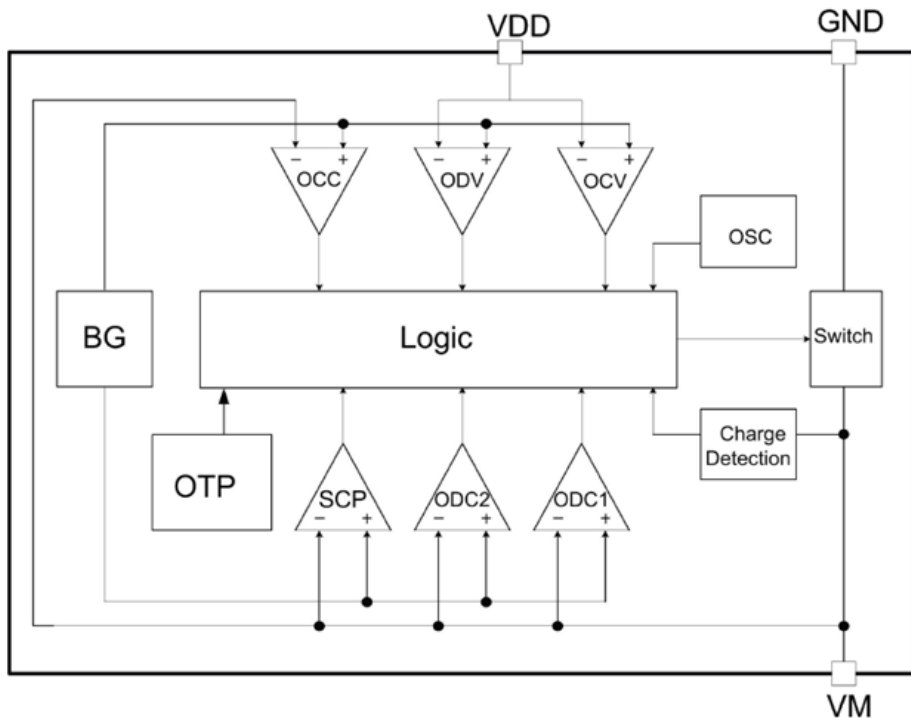 VDD
GND
− +
− +
− +
OCC
ODV
OCV
OSC
BG
Logic
Switch
OTP
SCP
ODC2
ODC1
− +
− +
− +
Charge
Detection
VM